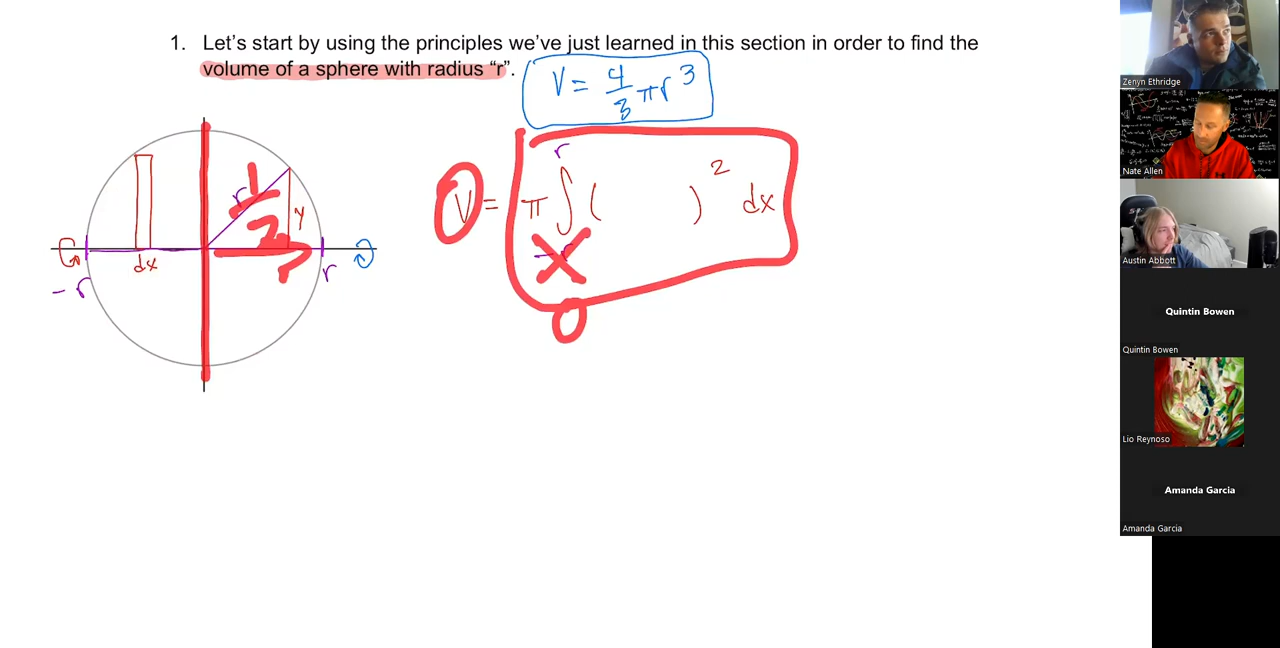 1. Let's start by using the principles we've just learned in this section in order to find the
volume of a sphere with radius "r".
V = 4/3 πr³
V = π ∫ ( )² dx
r
-r
0
r
1/2
y
dx
-r
r
Zenyn Ethridge
Nate Allen
Austin Abbott
Quintin Bowen
Quintin Bowen
Lio Reynoso
Amanda Garcia
Amanda Garcia